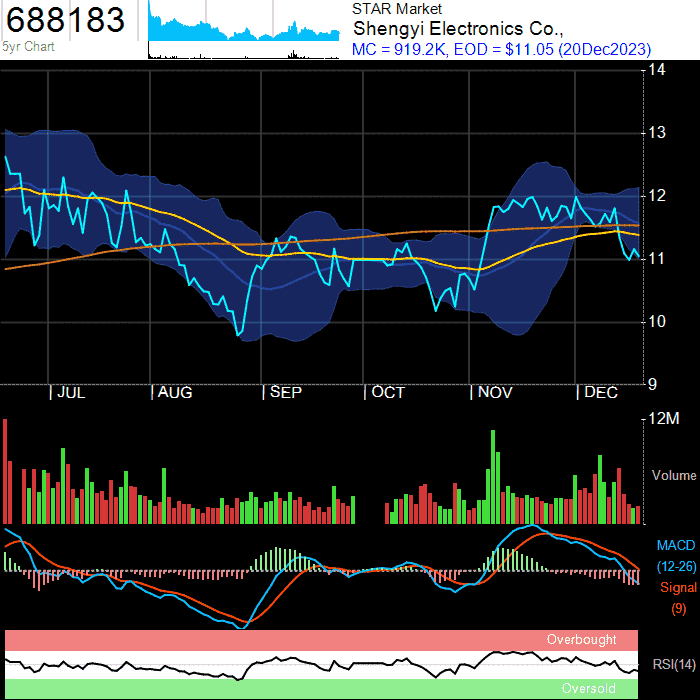 688183
5yr Chart
STAR Market
Shengyi Electronics Co.,
MC = 919.2K, EOD = $11.05 (20Dec2023)
14
13
12
11
10
9
| JUL | AUG | SEP | OCT | NOV | DEC
12M
Volume
MACD
(12-26)
Signal
(9)
Overbought
RSI(14)
Oversold